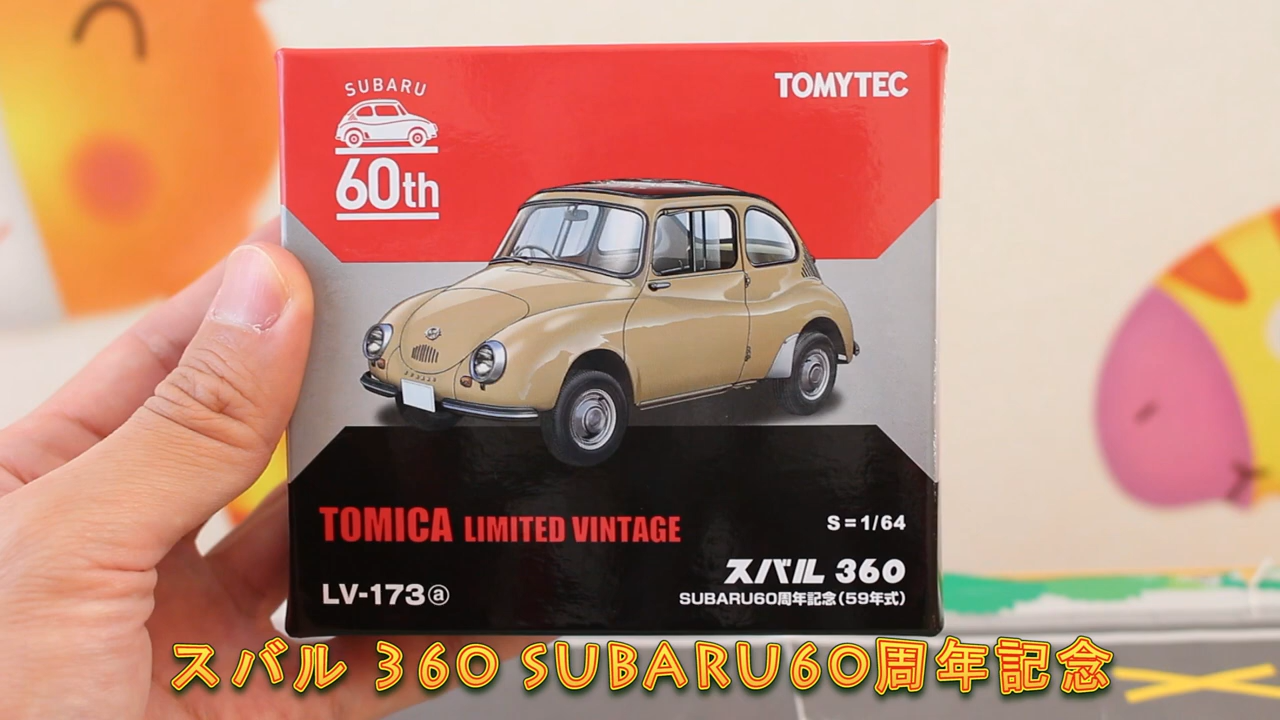 SUBARU
60th
TOMYTEC
TOMICA LIMITED VINTAGE
S=1/64
LV-173ⓐ
スバル 360
SUBARU60周年記念(59年式)
スバル 360 SUBARU60周年記念